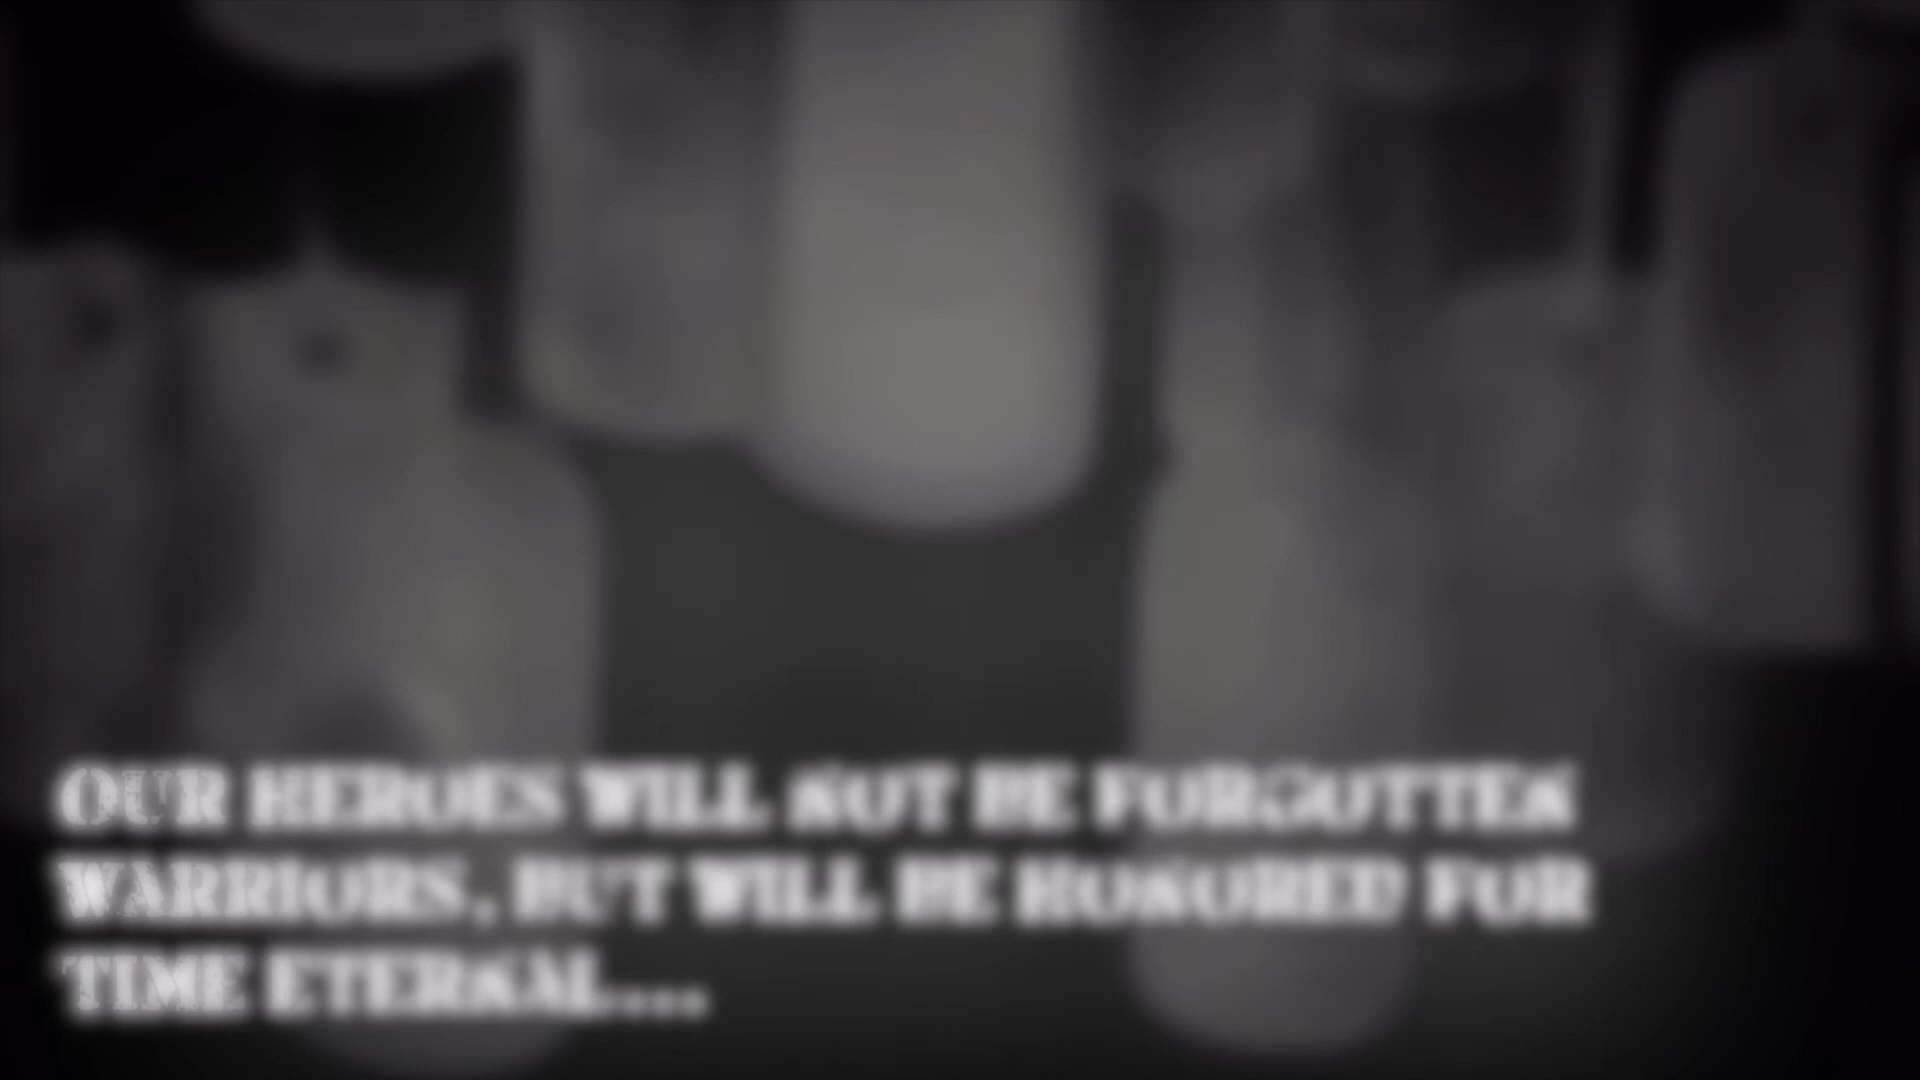 OUR HEROES WILL NOT BE FORGOTTEN
WARRIORS, BUT WILL BE HONORED FOR
TIME ETERNAL...